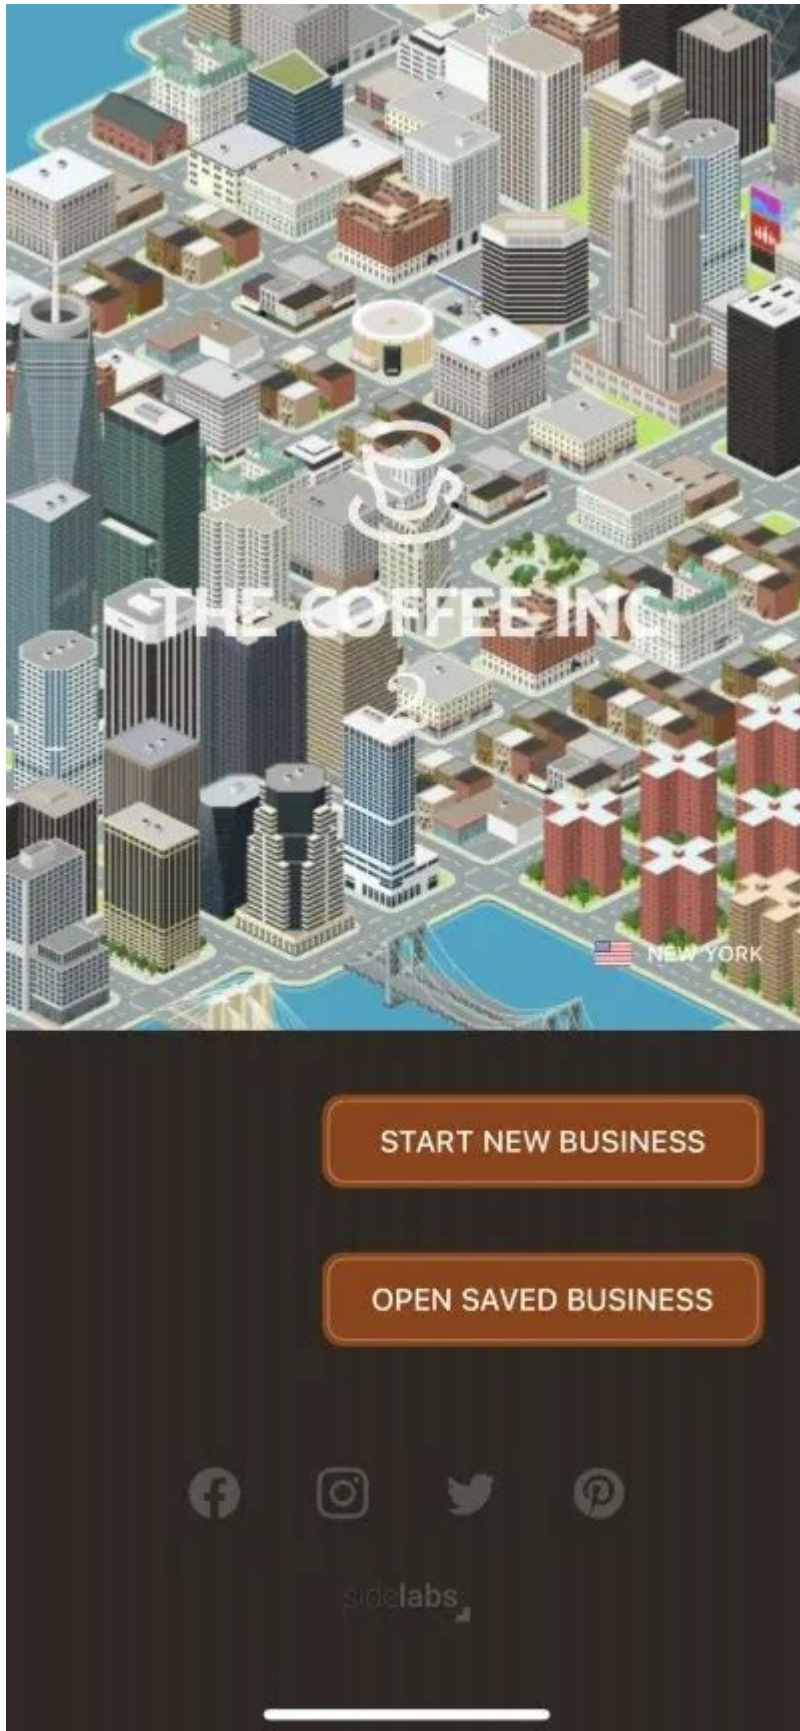 THE COFFEE INC
2
NEW YORK
START NEW BUSINESS
OPEN SAVED BUSINESS
sidelabs